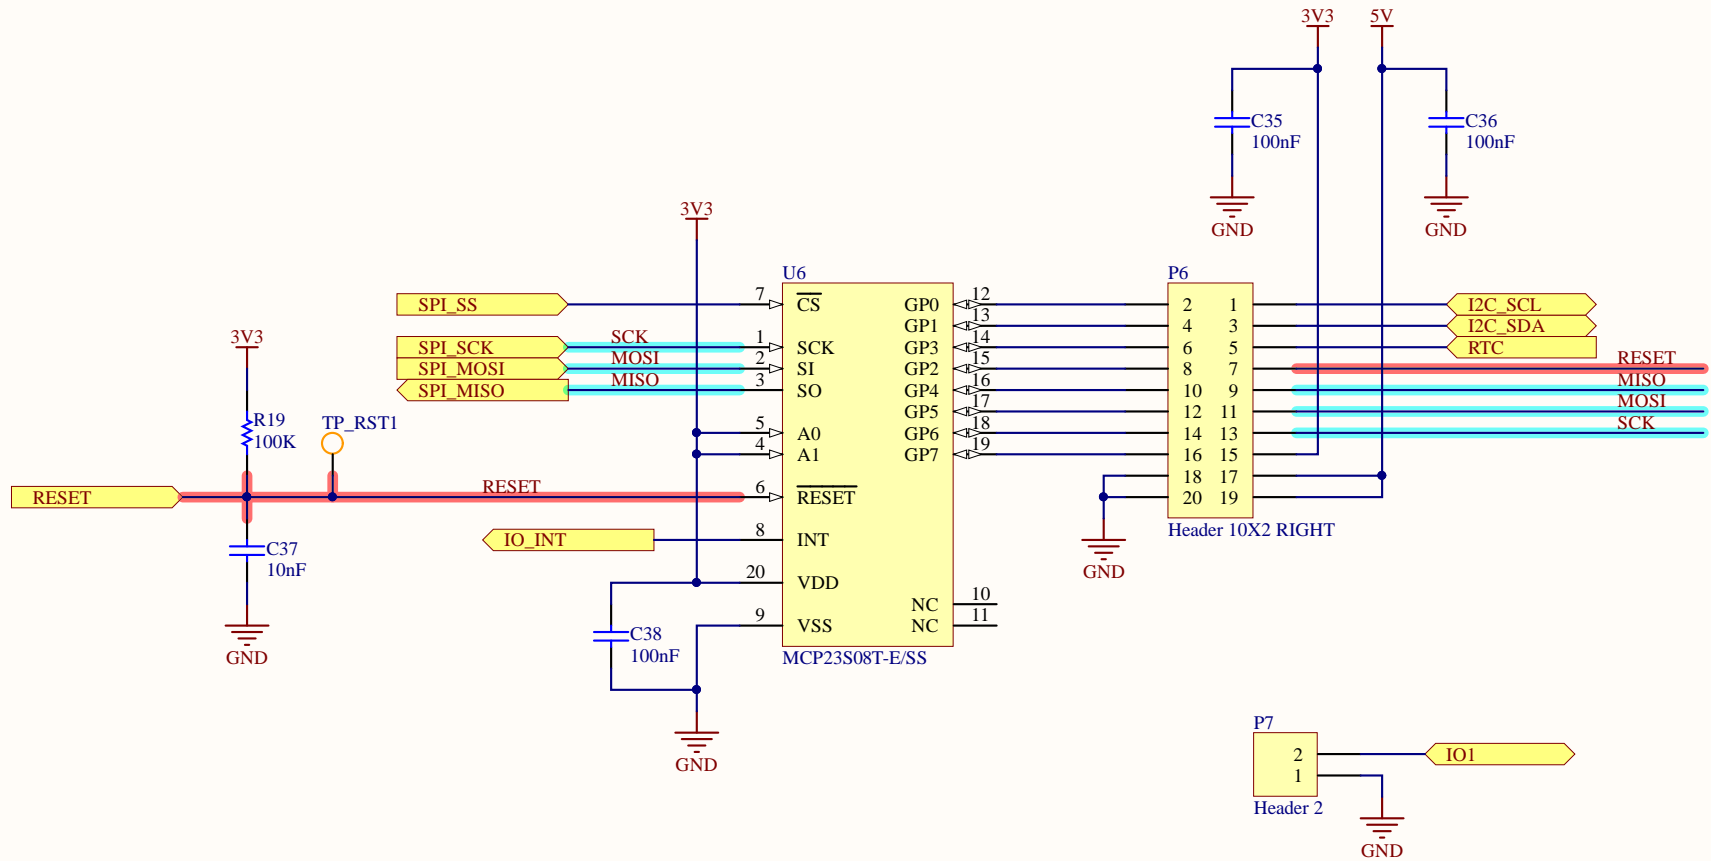 3V3 5V
C35
100nF
C36
100nF
GND GND
3V3
U6 P6
SPI_SS 7 CS GP0 12 2 1 I2C_SCL
GP1 13 4 3 I2C_SDA
SPI_SCK SCK 1 SCK GP3 14 6 5 RTC
SPI_MOSI MOSI 2 SI GP2 15 8 7 RESET
SPI_MISO MISO 3 SO GP4 16 10 9 MISO
GP5 17 12 11 MOSI
5 A0 GP6 18 14 13 SCK
4 A1 GP7 19 16 15
18 17
RESET RESET 6 RESET 20 19
3V3
R19
100K
TP_RST1
C37
10nF
GND
Header 10X2 RIGHT
GND
IO_INT 8 INT
20 VDD
NC 10
9 VSS NC 11
C38
100nF
MCP23S08T-E/SS
GND
P7
2 IO1
1
Header 2
GND